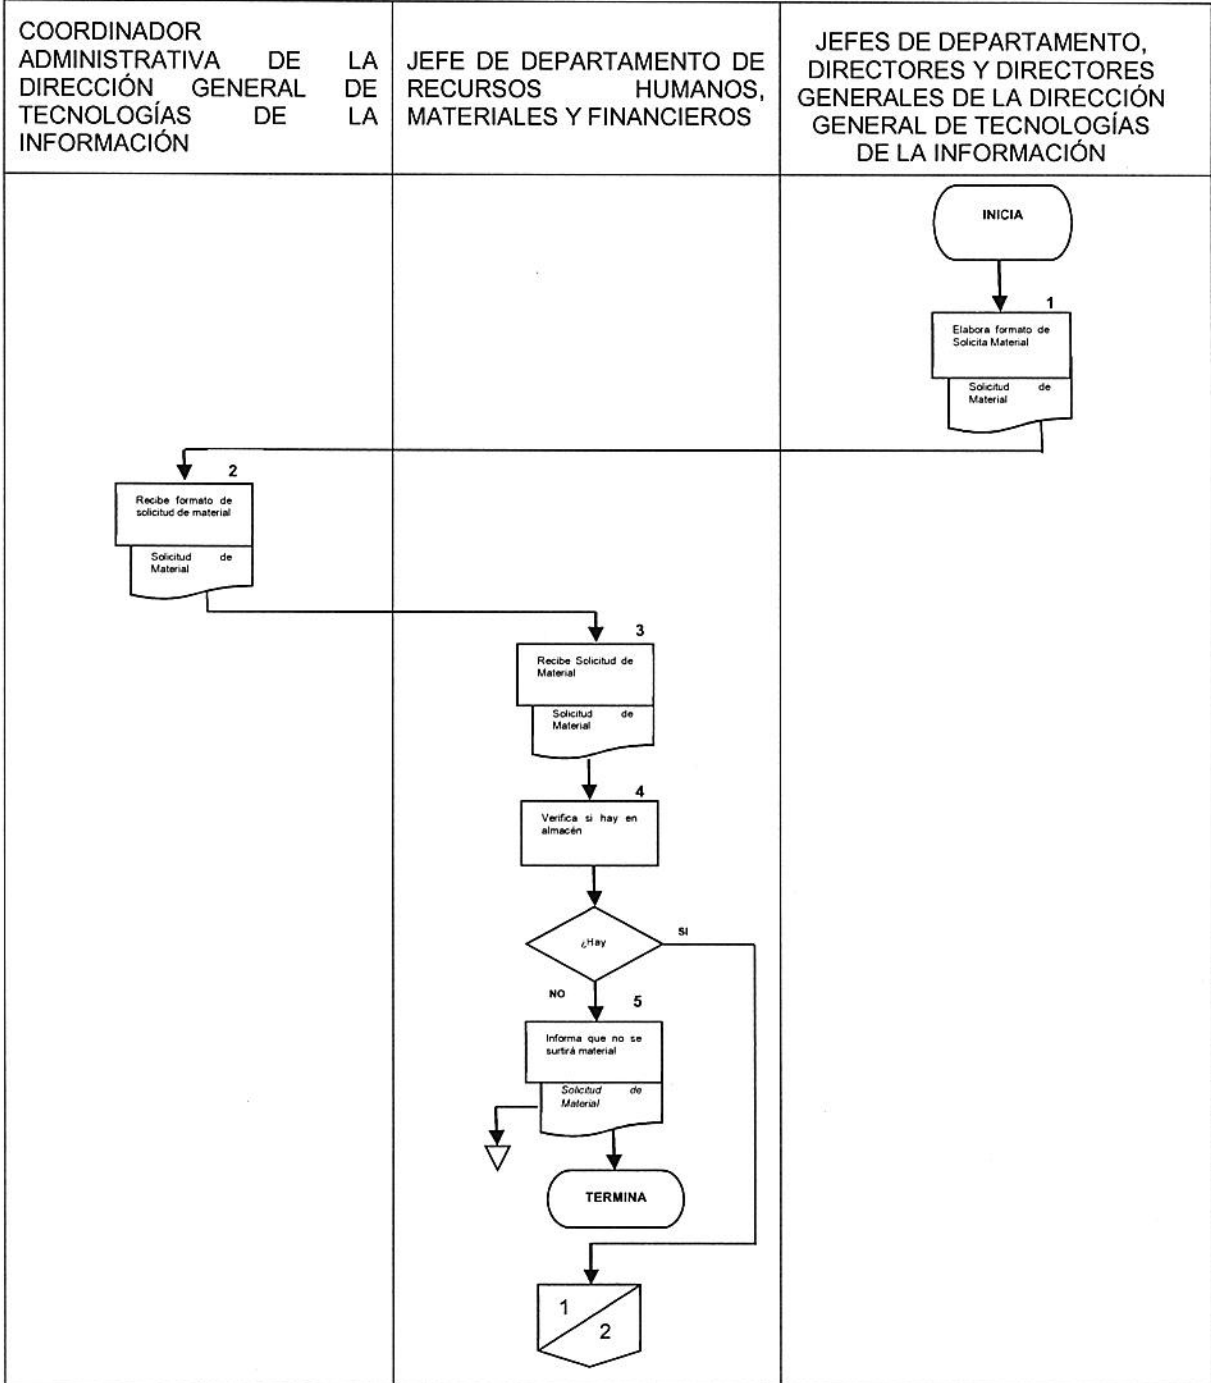 COORDINADOR
ADMINISTRATIVA DE LA
DIRECCIÓN GENERAL DE
TECNOLOGÍAS DE LA
INFORMACIÓN
JEFE DE DEPARTAMENTO DE
RECURSOS HUMANOS,
MATERIALES Y FINANCIEROS
JEFES DE DEPARTAMENTO,
DIRECTORES Y DIRECTORES
GENERALES DE LA DIRECCIÓN
GENERAL DE TECNOLOGÍAS
DE LA INFORMACIÓN
INICIA
1
Elabora formato de
Solicita Material
Solicitud de
Material
2
Recibe formato de
solicitud de material
Solicitud de
Material
3
Recibe Solicitud de
Material
Solicitud de
Material
4
Verifica si hay en
almacén
¿Hay
SI
NO
5
Informa que no se
surtirá material
Solicitud de
Material
TERMINA
1
2